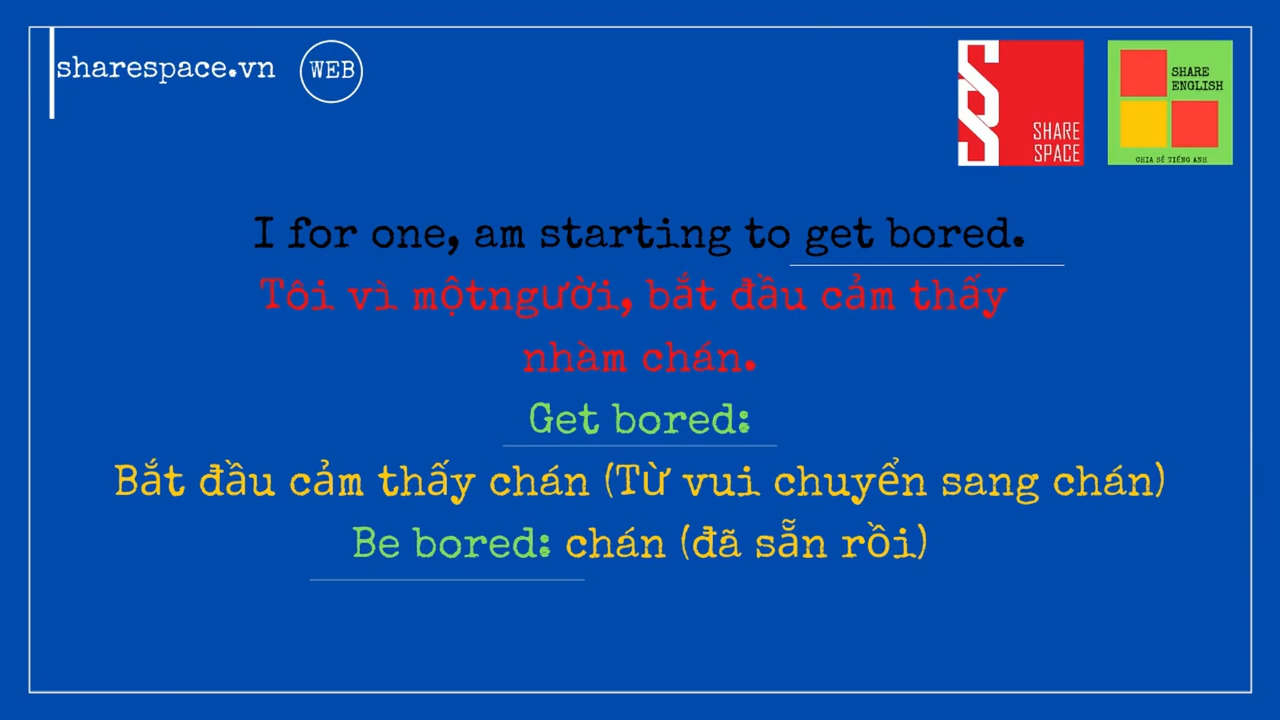 sharespace.vn
WEB
SHARE
SPACE
SHARE
ENGLISH
CHIA SẺ TIẾNG ANH
I for one, am starting to get bored.
Tôi vì mộtngười, bắt đầu cảm thấy
nhàm chán.
Get bored:
Bắt đầu cảm thấy chán (Từ vui chuyển sang chán)
Be bored: chán (đã sẵn rồi)